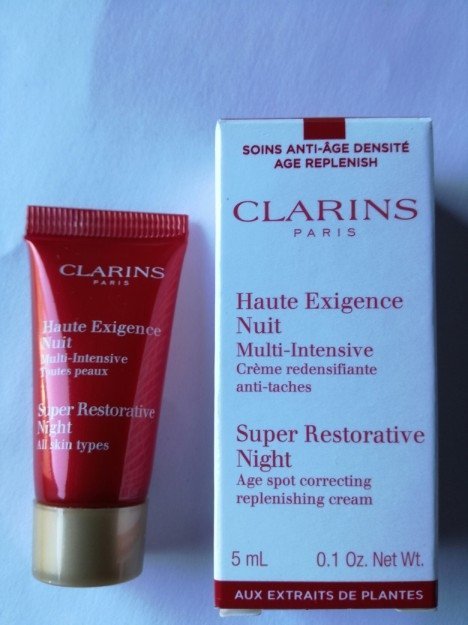 CLARINS
PARIS
Haute Exigence
Nuit
Multi-Intensive
Toutes peaux
Super Restorative
Night
All skin types
SOINS ANTI-ÂGE DENSITÉ
AGE REPLENISH
CLARINS
PARIS
Haute Exigence
Nuit
Multi-Intensive
Crème redensifiante
anti-taches
Super Restorative
Night
Age spot correcting
replenishing cream
5 mL 0.1 Oz. Net Wt.
AUX EXTRAITS DE PLANTES